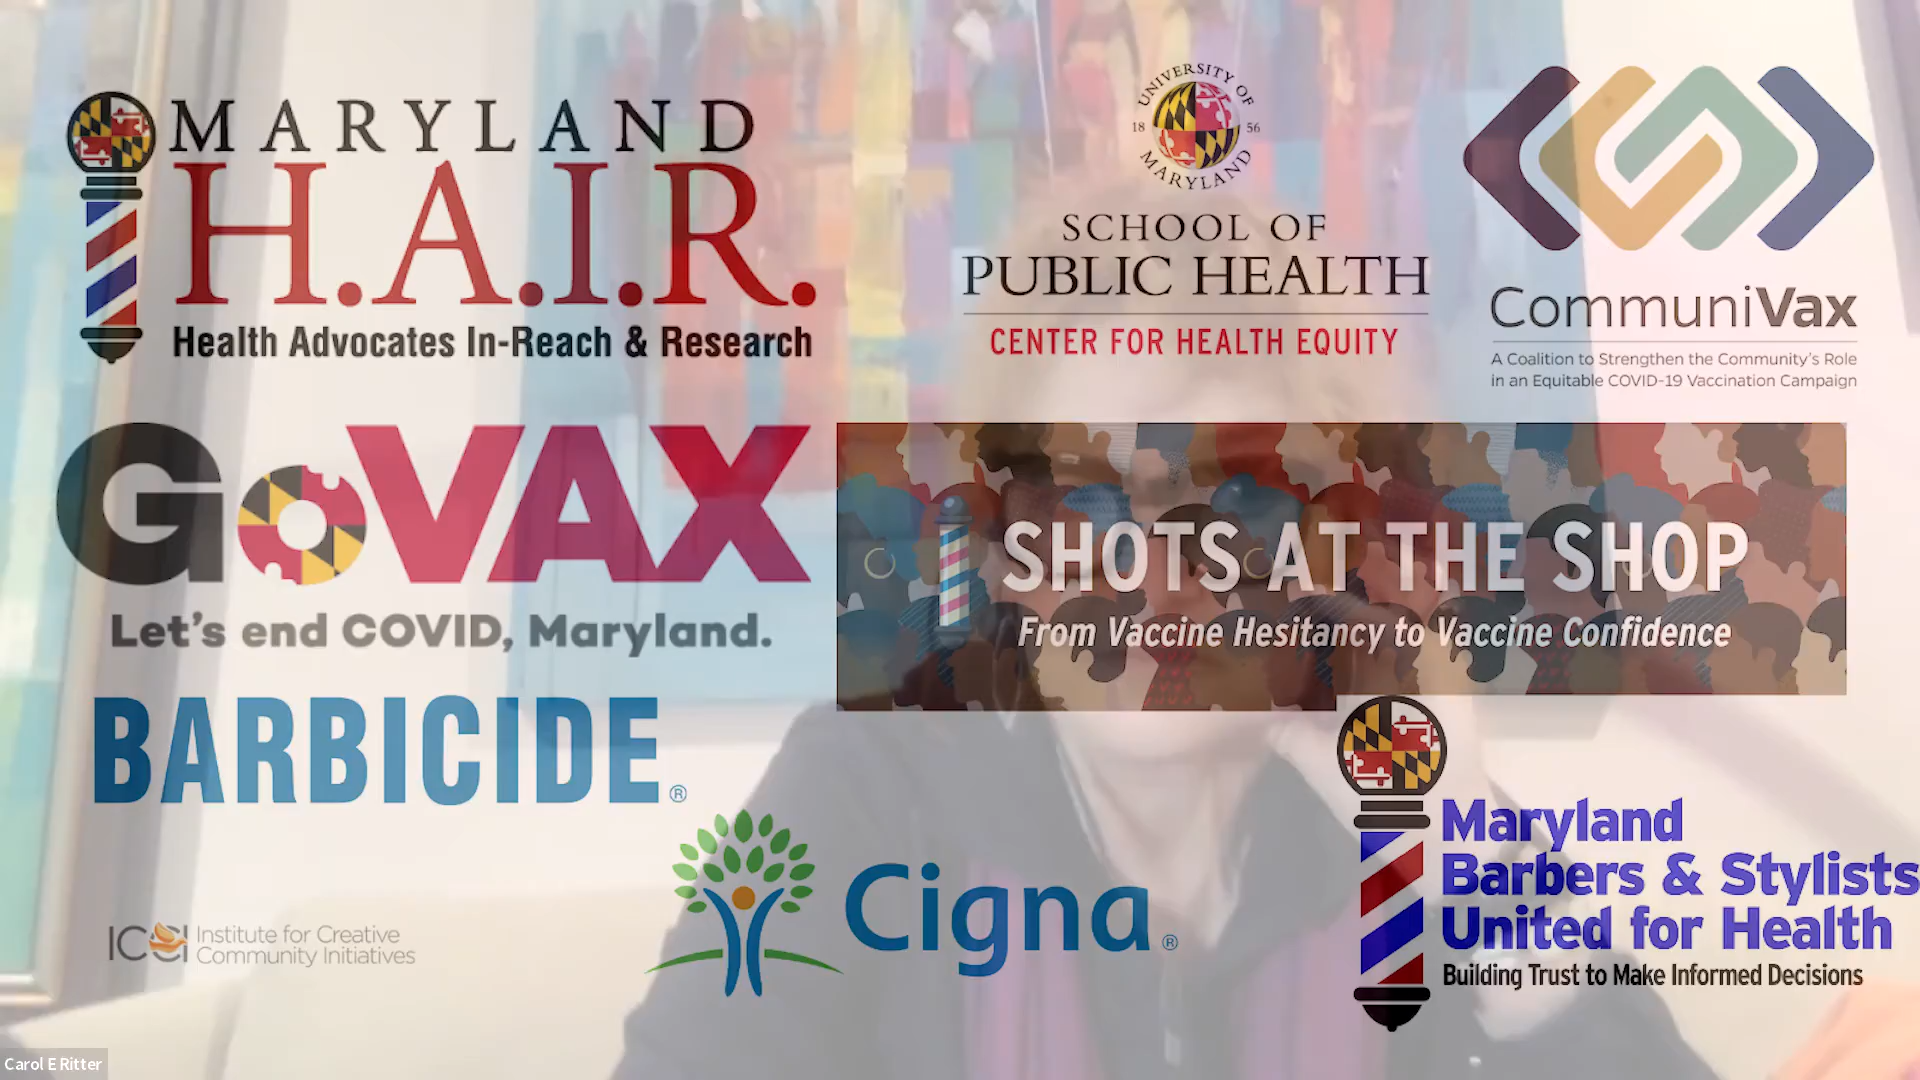 MARYLAND
H.A.I.R.
Health Advocates In-Reach & Research
UNIVERSITY OF
18 56
MARYLAND
SCHOOL OF
PUBLIC HEALTH
CENTER FOR HEALTH EQUITY
CommuniVax
A Coalition to Strengthen the Community's Role
in an Equitable COVID-19 Vaccination Campaign
GoVAX
Let's end COVID, Maryland.
SHOTS AT THE SHOP
From Vaccine Hesitancy to Vaccine Confidence
BARBICIDE®
ICCI Institute for Creative
Community Initiatives
Cigna®
Maryland
Barbers & Stylists
United for Health
Building Trust to Make Informed Decisions
Carol E Ritter